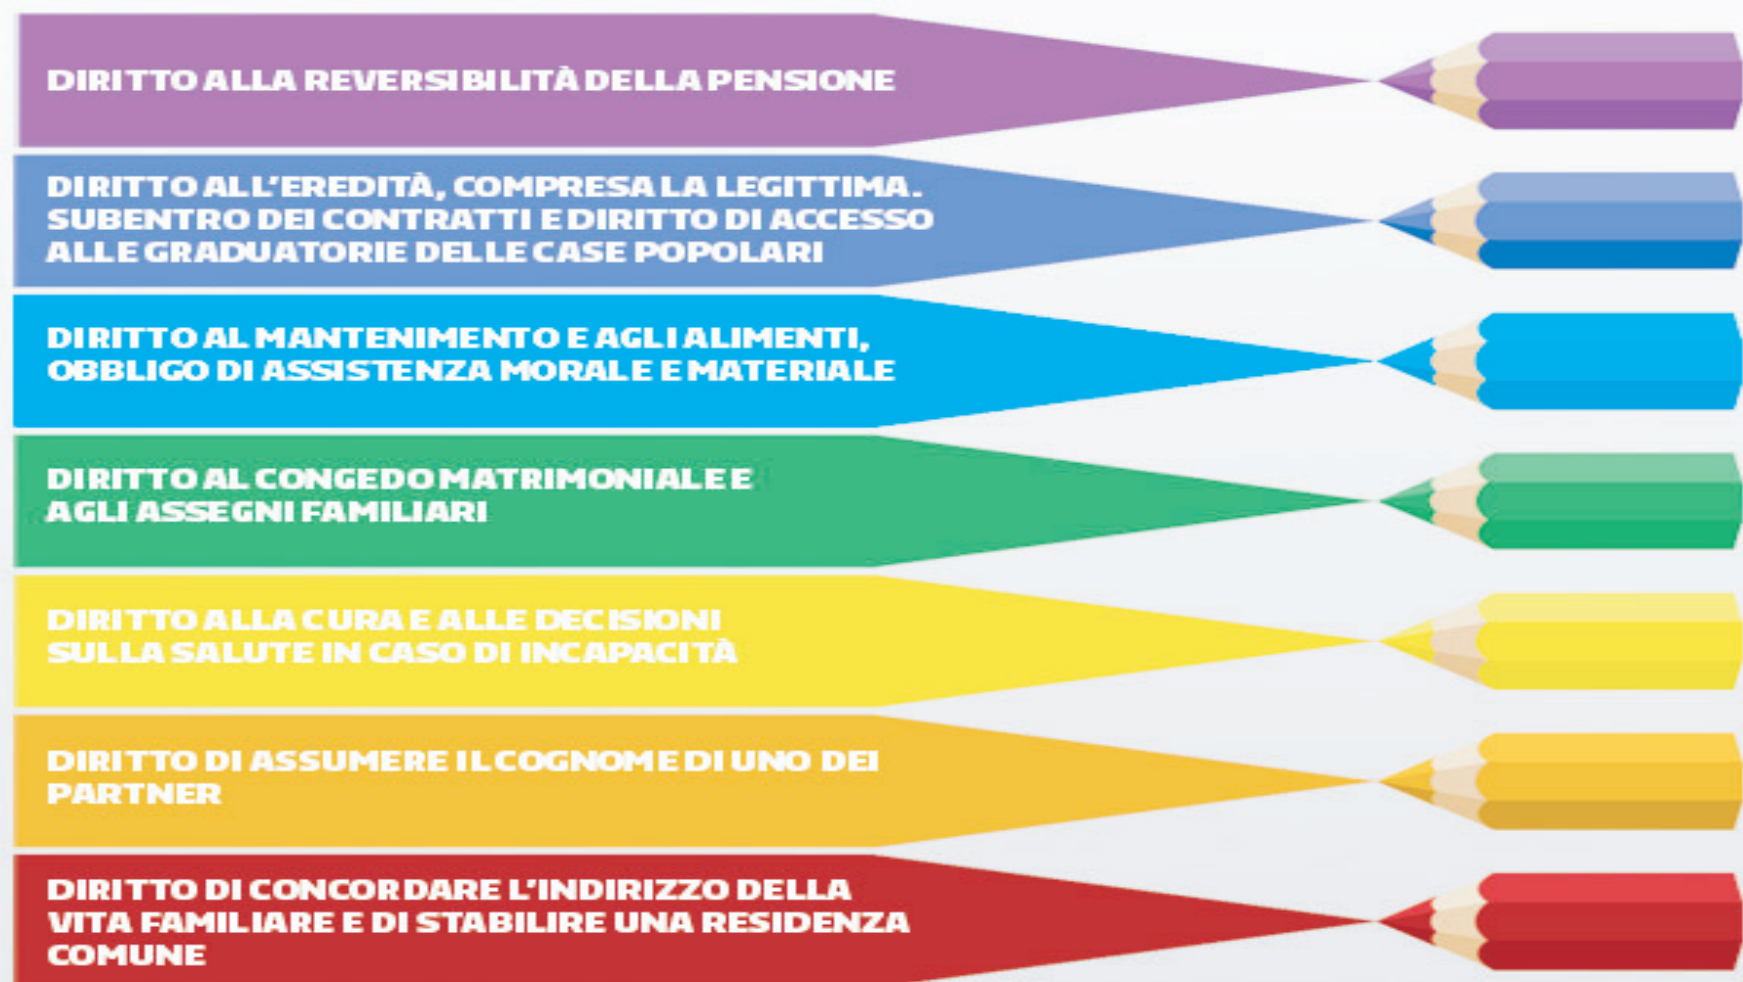 DIRITTO ALLA REVERSIBILITÀ DELLA PENSIONE
DIRITTO ALL'EREDITÀ, COMPRESA LA LEGITTIMA.
SUBENTRO DEI CONTRATTI E DIRITTO DI ACCESSO
ALLE GRADUATORIE DELLE CASE POPOLARI
DIRITTO AL MANTENIMENTO E AGLI ALIMENTI,
OBBLIGO DI ASSISTENZA MORALE E MATERIALE
DIRITTO AL CONGEDO MATRIMONIALE E
AGLI ASSEGNI FAMILIARI
DIRITTO ALLA CURA E ALLE DECISIONI
SULLA SALUTE IN CASO DI INCAPACITÀ
DIRITTO DI ASSUMERE IL COGNOME DI UNO DEI
PARTNER
DIRITTO DI CONCORDARE L'INDIRIZZO DELLA
VITA FAMILIARE E DI STABILIRE UNA RESIDENZA
COMUNE